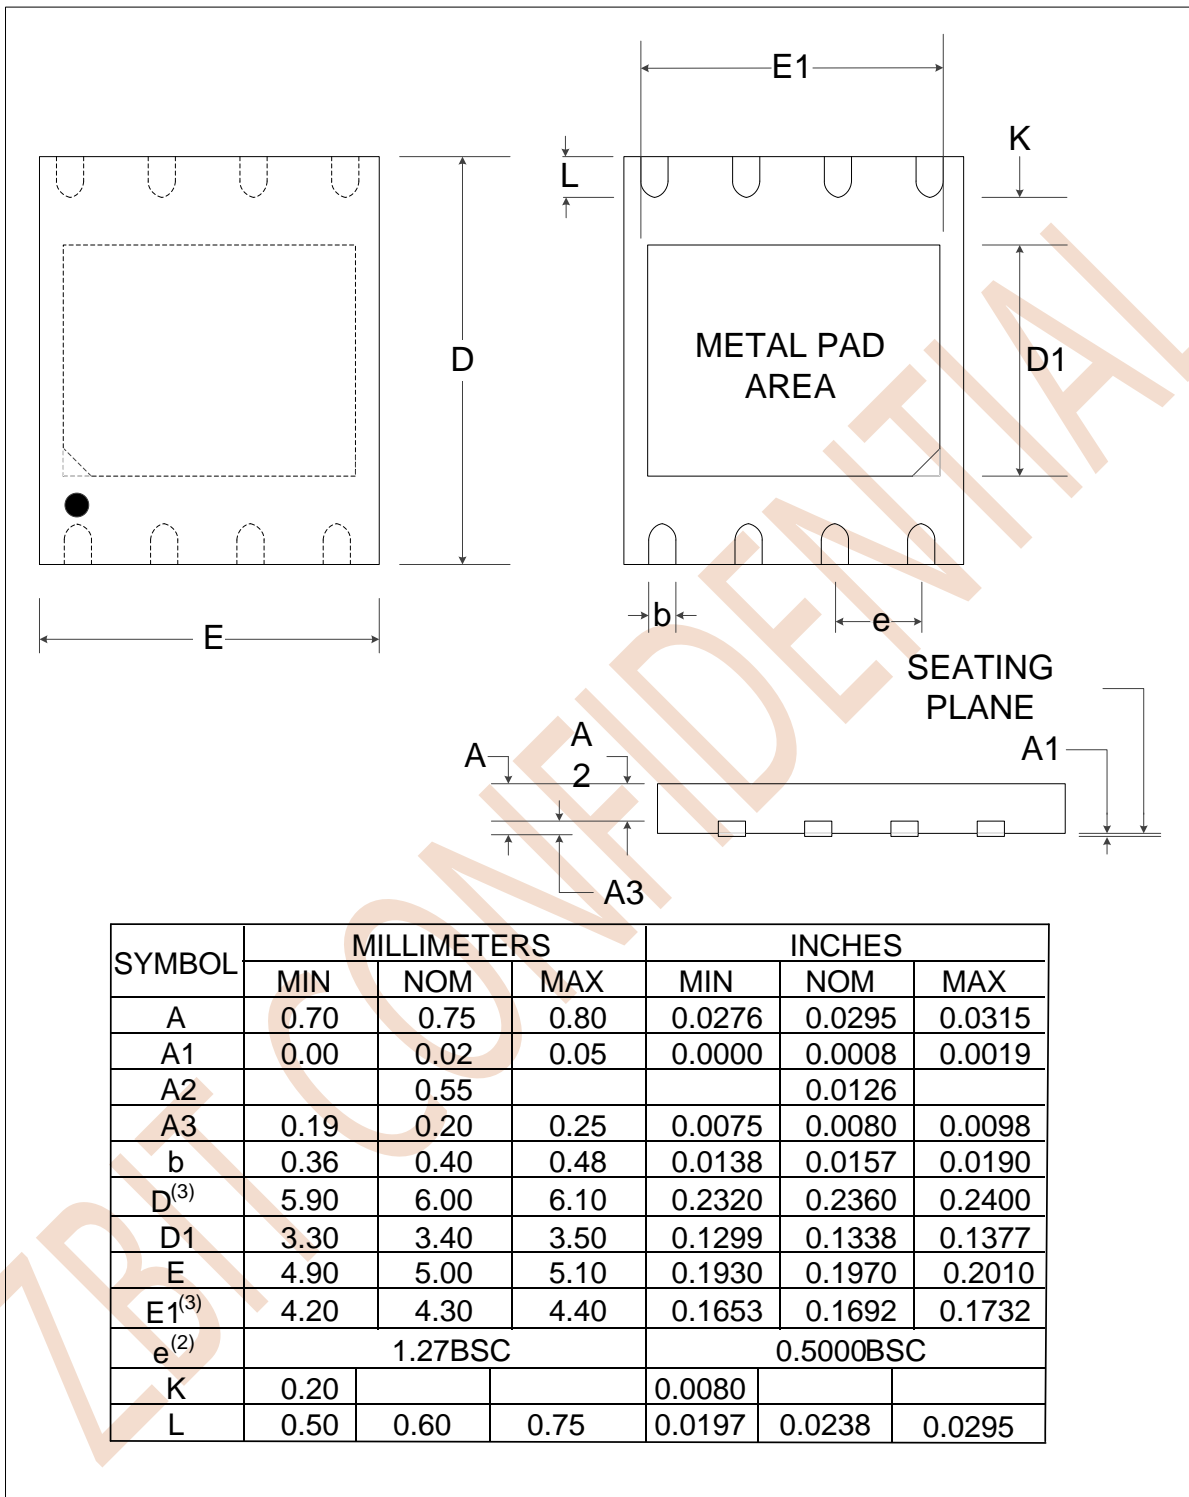 E1
K
L
D
METAL PAD
AREA
D1
E
b
e
SEATING
PLANE
A
A
2
A1
A3
SYMBOL MILLIMETERS INCHES
MIN NOM MAX MIN NOM MAX
A 0.70 0.75 0.80 0.0276 0.0295 0.0315
A1 0.00 0.02 0.05 0.0000 0.0008 0.0019
A2 0.55 0.0126
A3 0.19 0.20 0.25 0.0075 0.0080 0.0098
b 0.36 0.40 0.48 0.0138 0.0157 0.0190
D(3) 5.90 6.00 6.10 0.2320 0.2360 0.2400
D1 3.30 3.40 3.50 0.1299 0.1338 0.1377
E 4.90 5.00 5.10 0.1930 0.1970 0.2010
E1(3) 4.20 4.30 4.40 0.1653 0.1692 0.1732
e(2) 1.27BSC 0.5000BSC
K 0.20 0.0080
L 0.50 0.60 0.75 0.0197 0.0238 0.0295
ZBIT CONFIDENTIAL